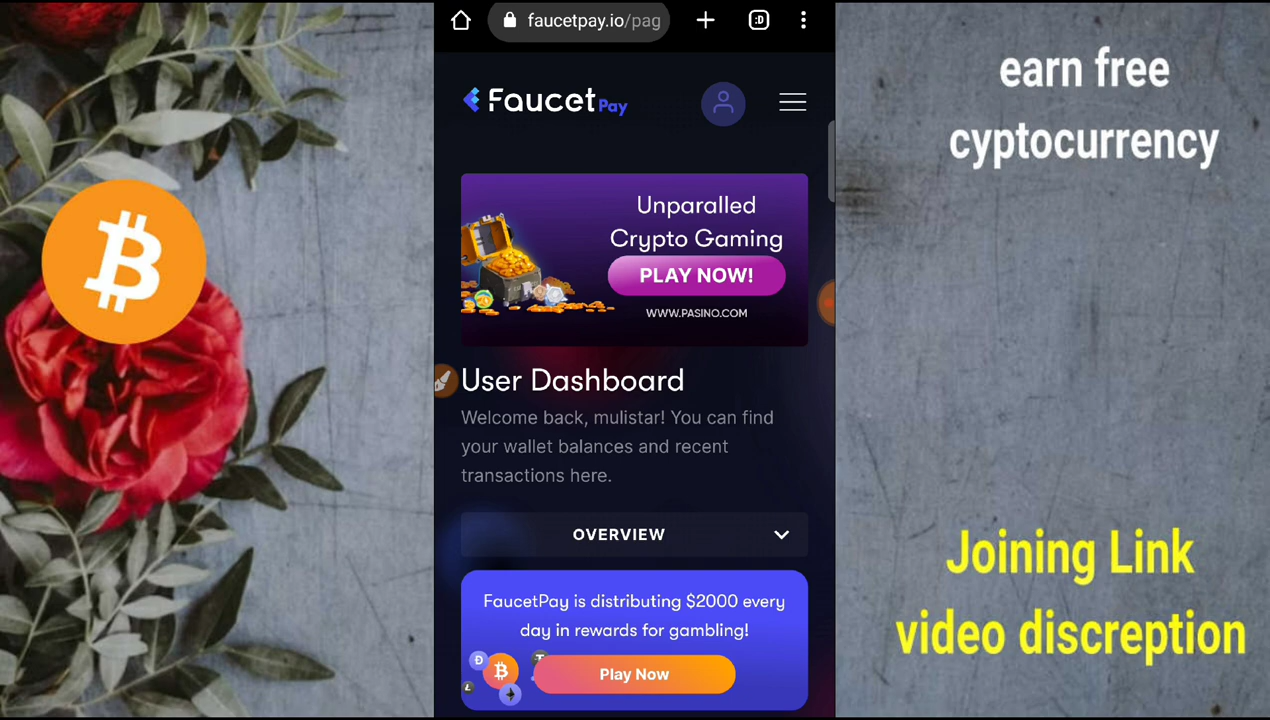 faucetpay.io/pag
:D
Faucet Pay
Unparalled
Crypto Gaming
PLAY NOW!
WWW.PASINO.COM
User Dashboard
Welcome back, mulistar! You can find
your wallet balances and recent
transactions here.
OVERVIEW
FaucetPay is distributing $2000 every
day in rewards for gambling!
Play Now
earn free
cyptocurrency
Joining Link
video discreption